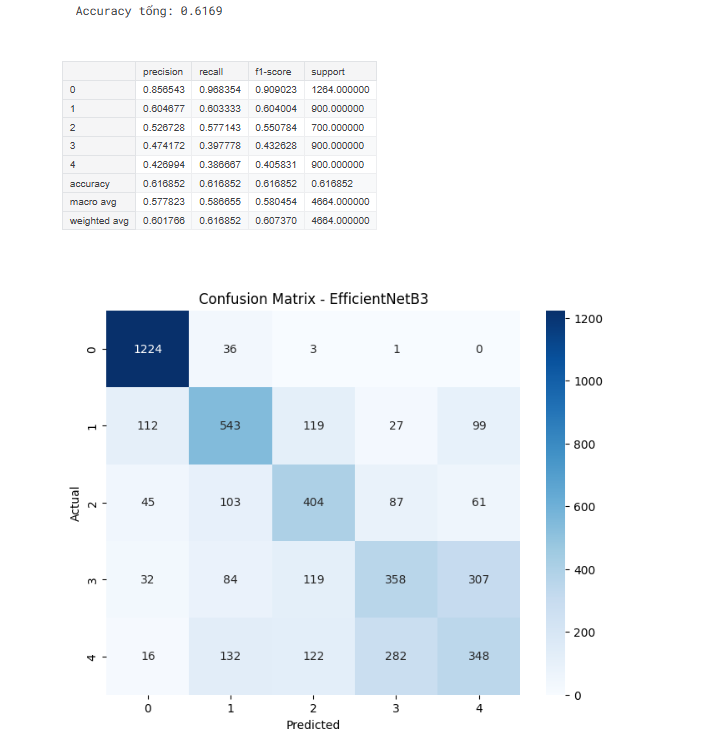 Accuracy tổng: 0.6169
precision recall f1-score support
0 0.856543 0.968354 0.909023 1264.000000
1 0.604677 0.603333 0.604004 900.000000
2 0.526728 0.577143 0.550784 700.000000
3 0.474172 0.397778 0.432628 900.000000
4 0.426994 0.386667 0.405831 900.000000
accuracy 0.616852 0.616852 0.616852 0.616852
macro avg 0.577823 0.586655 0.580454 4664.000000
weighted avg 0.601766 0.616852 0.607370 4664.000000
Confusion Matrix - EfficientNetB3
0 1224 36 3 1 0
1 112 543 119 27 99
2 45 103 404 87 61
3 32 84 119 358 307
4 16 132 122 282 348
0 1 2 3 4
Predicted
Actual
1200
1000
800
600
400
200
0